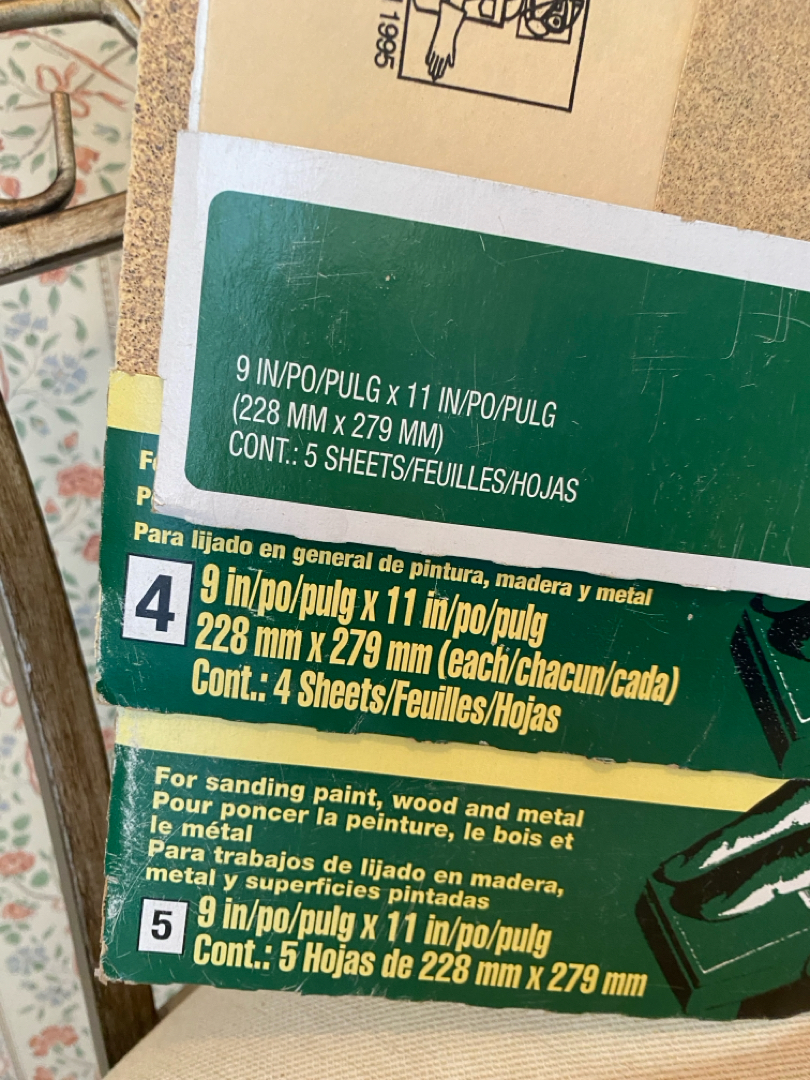 1995
9 IN/PO/PULG x 11 IN/PO/PULG
(228 MM x 279 MM)
CONT.: 5 SHEETS/FEUILLES/HOJAS
Para lijado en general de pintura, madera y metal
4
9 in/po/pulg x 11 in/po/pulg
228 mm x 279 mm (each/chacun/cada)
Cont.: 4 Sheets/Feuilles/Hojas
For sanding paint, wood and metal
Pour poncer la peinture, le bois et
le métal
Para trabajos de lijado en madera,
metal y superficies pintadas
5
9 in/po/pulg x 11 in/po/pulg
Cont.: 5 Hojas de 228 mm x 279 mm